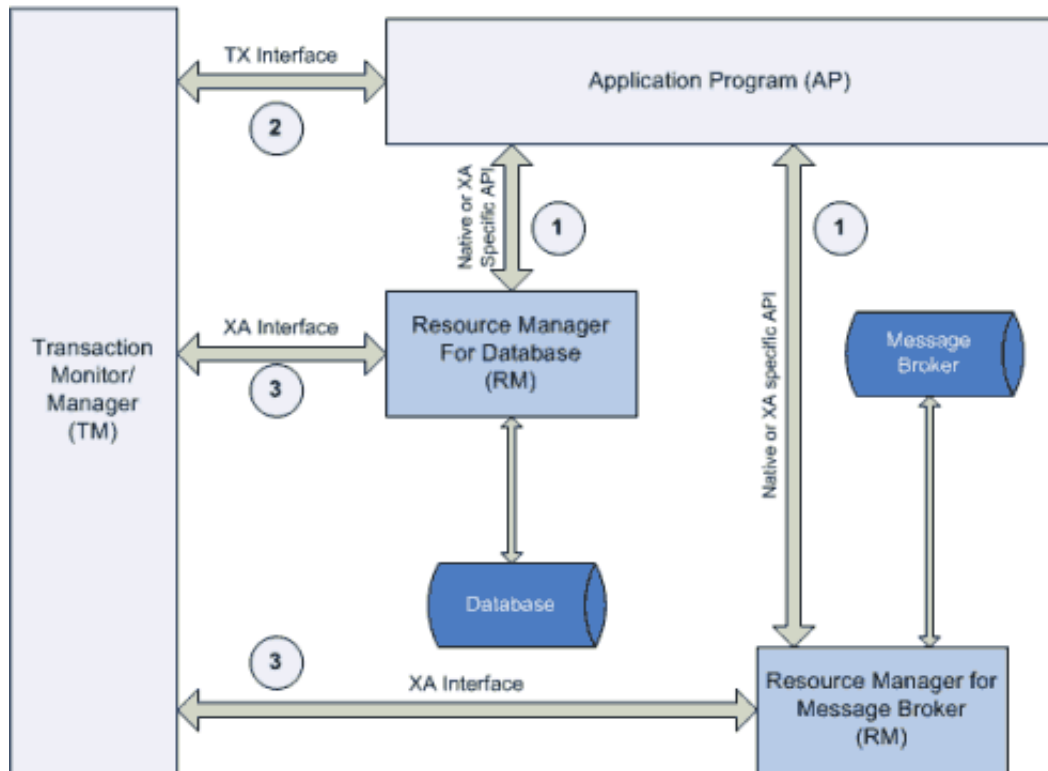 TX Interface
2
Application Program (AP)
Native or XA
Specific API
1
1
Native or XA specific API
XA Interface
3
Resource Manager
For Database
(RM)
Message
Broker
Transaction
Monitor/
Manager
(TM)
Database
3
XA Interface
Resource Manager for
Message Broker
(RM)